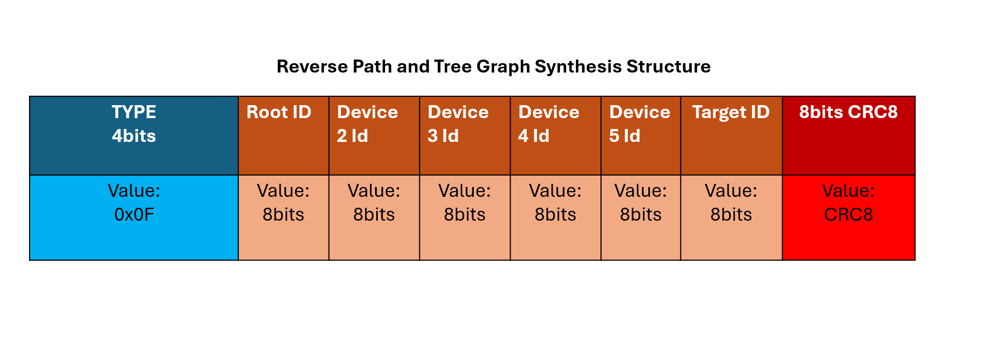 Reverse Path and Tree Graph Synthesis Structure
TYPE
4bits
Root ID
Device
2 Id
Device
3 Id
Device
4 Id
Device
5 Id
Target ID
8bits CRC8
Value:
0x0F
Value:
8bits
Value:
8bits
Value:
8bits
Value:
8bits
Value:
8bits
Value:
8bits
Value:
CRC8